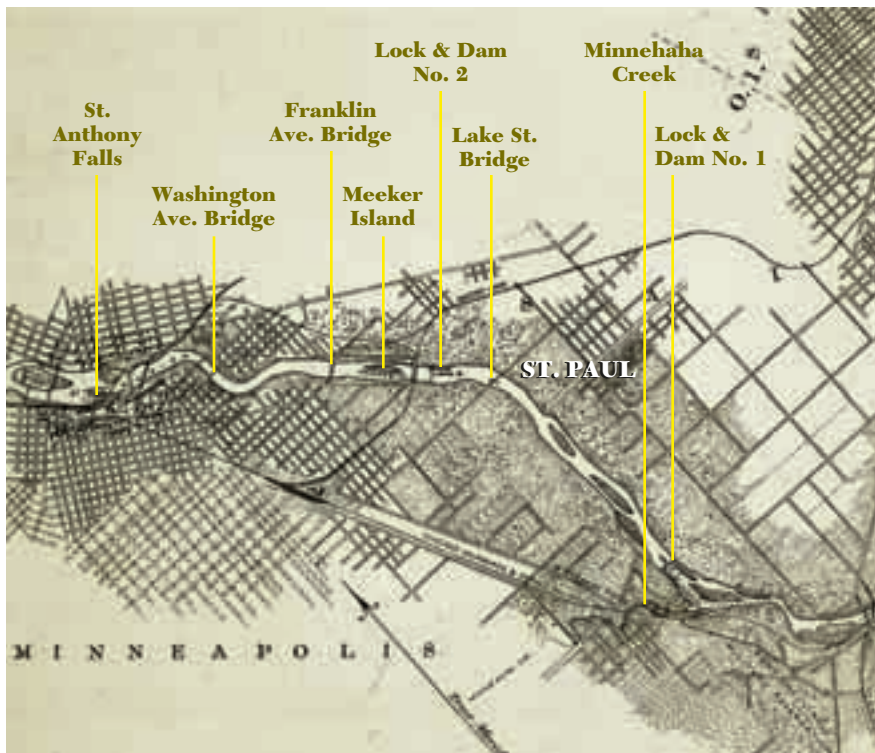 Lock & Dam
No. 2
Minnehaha
Creek
St.
Anthony
Falls
Franklin
Ave. Bridge
Lake St.
Bridge
Lock &
Dam No. 1
Washington
Ave. Bridge
Meeker
Island
ST. PAUL
MINNEAPOLIS